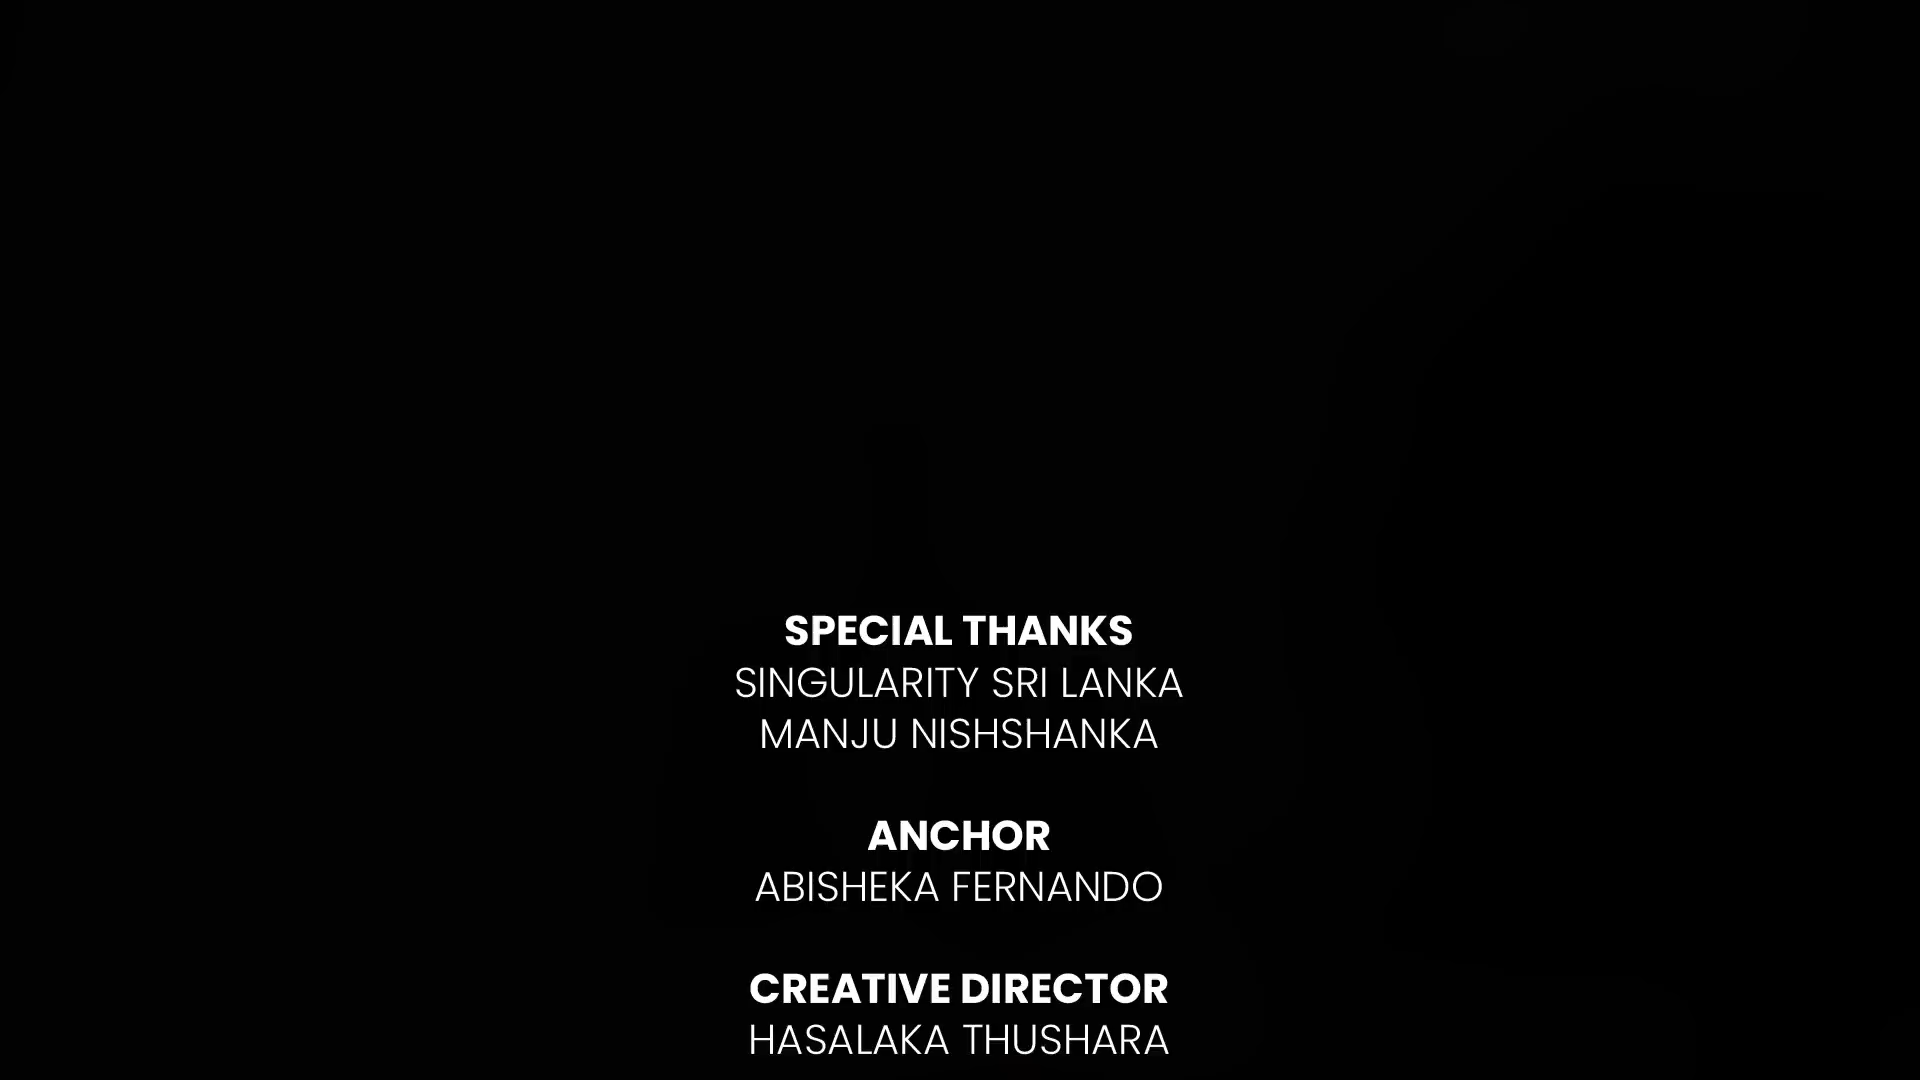 SPECIAL THANKS
SINGULARITY SRI LANKA
MANJU NISHSHANKA
ANCHOR
ABISHEKA FERNANDO
CREATIVE DIRECTOR
HASALAKA THUSHARA